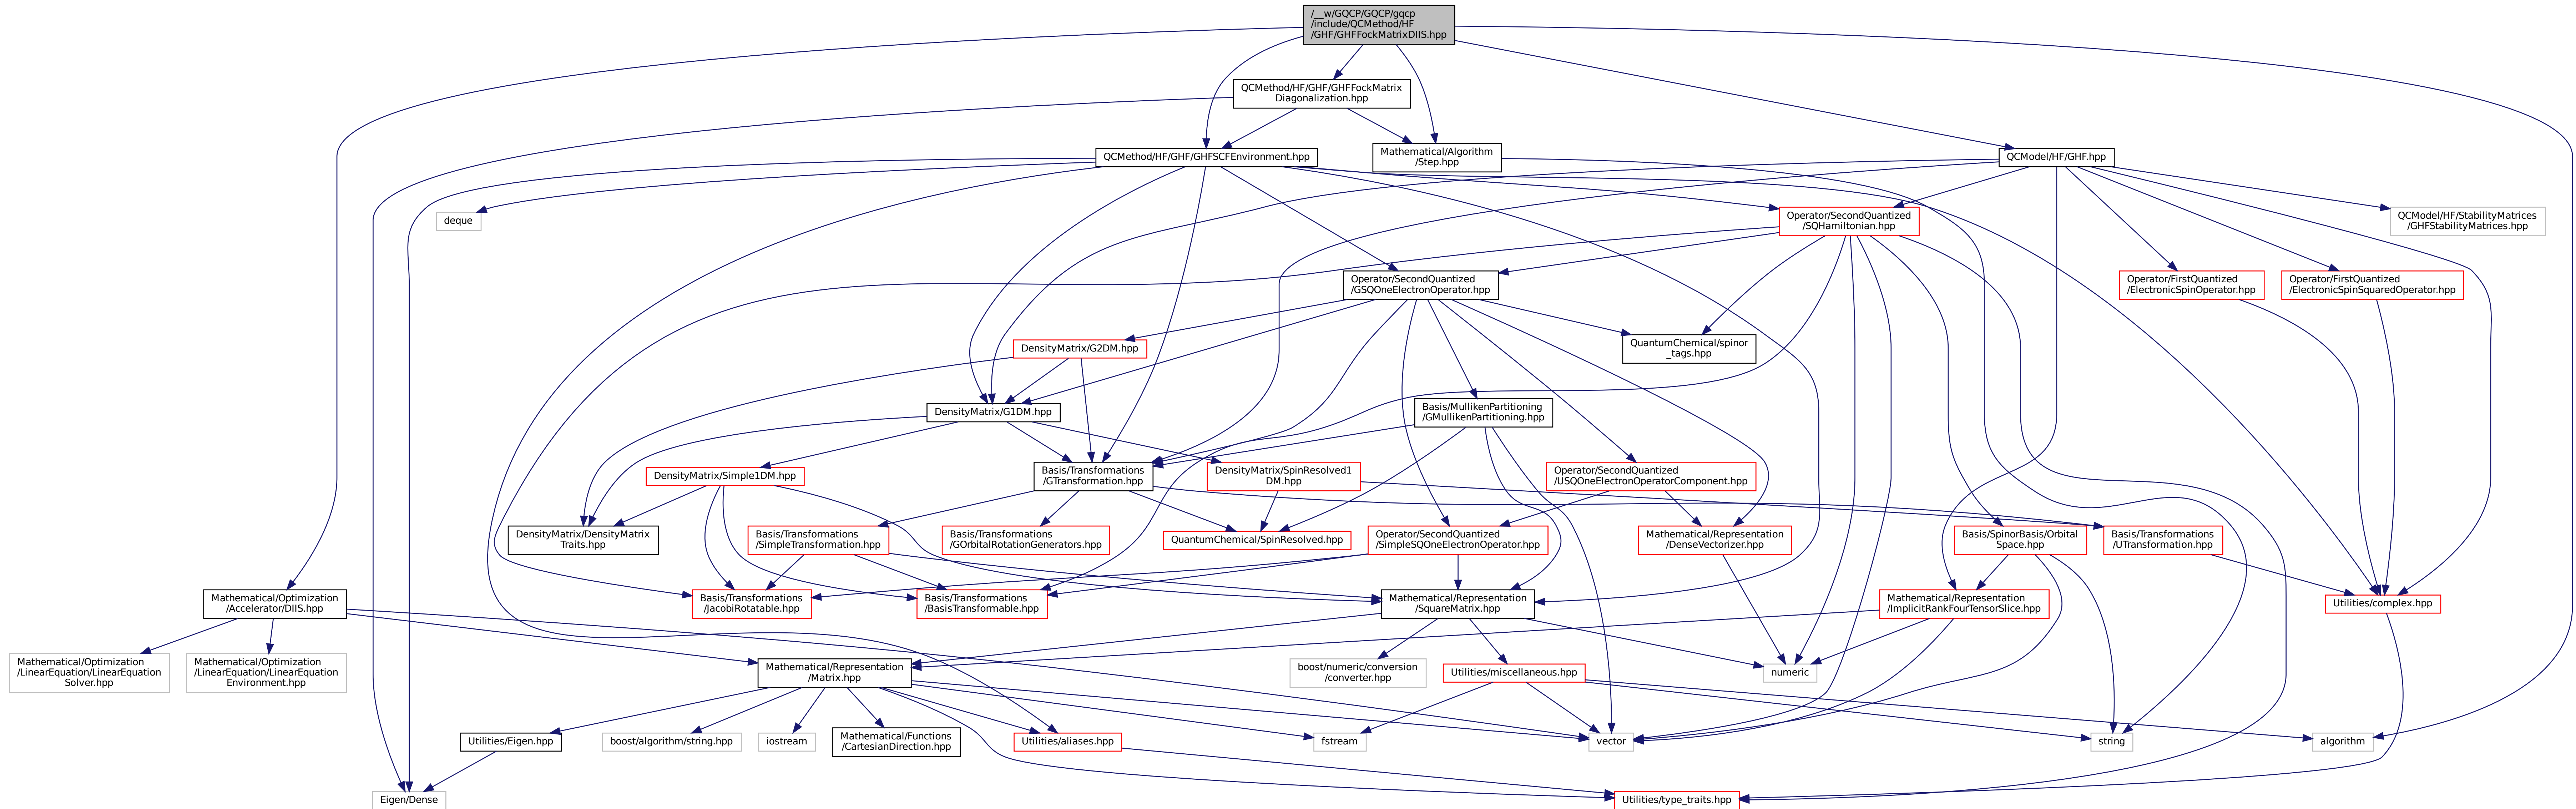 /__w/GQCP/GQCP/gqcp
/include/QCMethod/HF
/GHF/GHFFockMatrixDIIS.hpp
QCMethod/HF/GHF/GHFFockMatrix
Diagonalization.hpp
QCMethod/HF/GHF/GHFSCFEnvironment.hpp
Mathematical/Algorithm
/Step.hpp
QCModel/HF/GHF.hpp
deque
Operator/SecondQuantized
/SQHamiltonian.hpp
QCModel/HF/StabilityMatrices
/GHFStabilityMatrices.hpp
Operator/SecondQuantized
/GSQOneElectronOperator.hpp
Operator/FirstQuantized
/ElectronicSpinOperator.hpp
Operator/FirstQuantized
/ElectronicSpinSquaredOperator.hpp
DensityMatrix/G2DM.hpp
QuantumChemical/spinor
_tags.hpp
DensityMatrix/G1DM.hpp
Basis/MullikenPartitioning
/GMullikenPartitioning.hpp
DensityMatrix/Simple1DM.hpp
Basis/Transformations
/GTransformation.hpp
DensityMatrix/SpinResolved1
DM.hpp
Operator/SecondQuantized
/USQOneElectronOperatorComponent.hpp
DensityMatrix/DensityMatrix
Traits.hpp
Basis/Transformations
/SimpleTransformation.hpp
Basis/Transformations
/GOrbitalRotationGenerators.hpp
QuantumChemical/SpinResolved.hpp
Operator/SecondQuantized
/SimpleSQOneElectronOperator.hpp
Mathematical/Representation
/DenseVectorizer.hpp
Basis/SpinorBasis/Orbital
Space.hpp
Basis/Transformations
/UTransformation.hpp
Mathematical/Optimization
/Accelerator/DIIS.hpp
Basis/Transformations
/JacobiRotatable.hpp
Basis/Transformations
/BasisTransformable.hpp
Mathematical/Representation
/SquareMatrix.hpp
Mathematical/Representation
/ImplicitRankFourTensorSlice.hpp
Utilities/complex.hpp
Mathematical/Optimization
/LinearEquation/LinearEquation
Solver.hpp
Mathematical/Optimization
/LinearEquation/LinearEquation
Environment.hpp
Mathematical/Representation
/Matrix.hpp
boost/numeric/conversion
/converter.hpp
Utilities/miscellaneous.hpp
numeric
Utilities/Eigen.hpp
boost/algorithm/string.hpp
iostream
Mathematical/Functions
/CartesianDirection.hpp
Utilities/aliases.hpp
fstream
vector
string
algorithm
Eigen/Dense
Utilities/type_traits.hpp